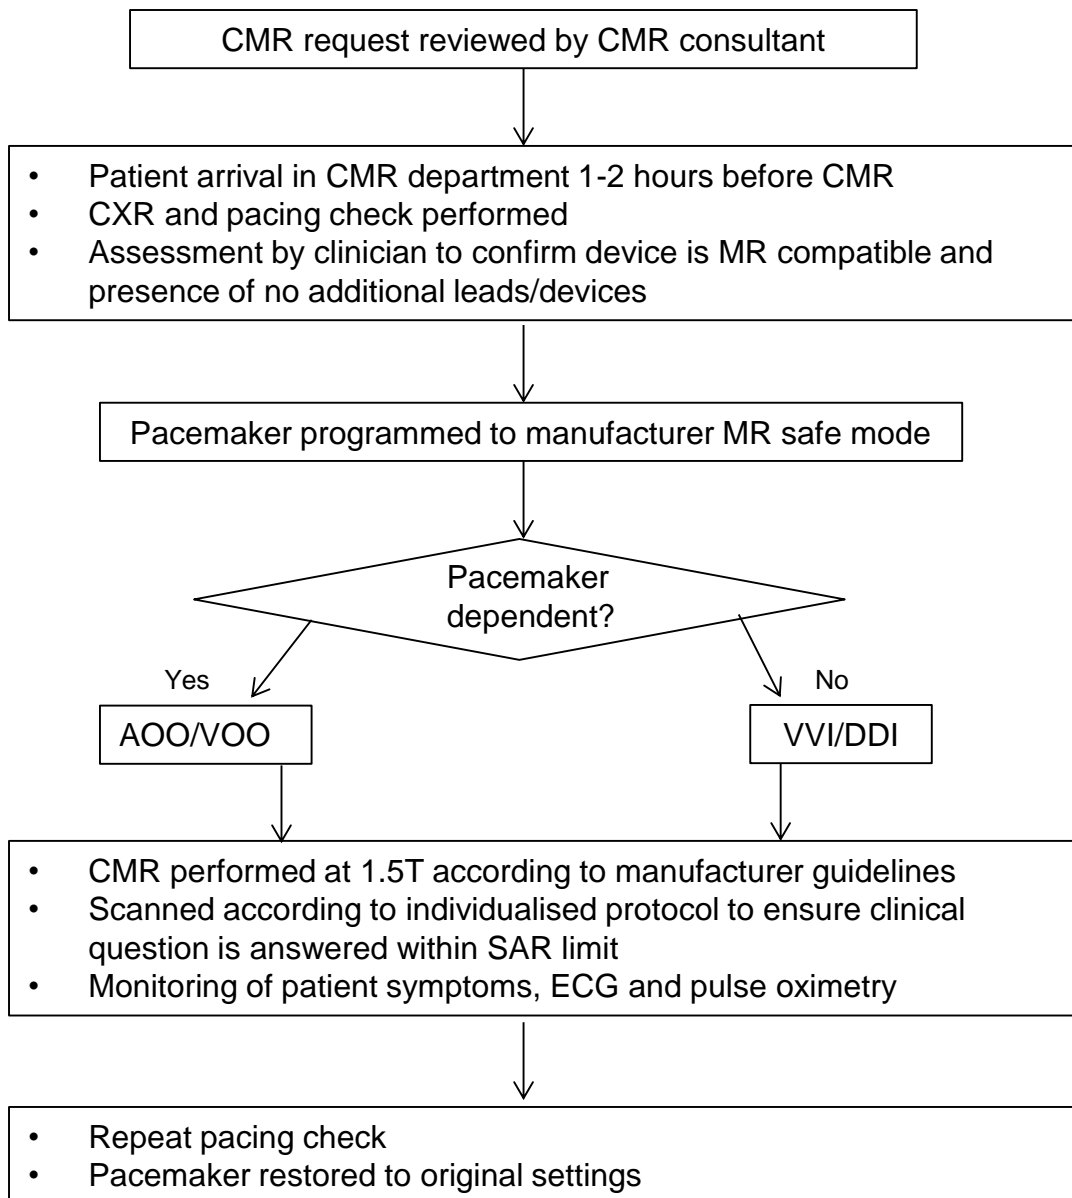 CMR request reviewed by CMR consultant
• Patient arrival in CMR department 1-2 hours before CMR
• CXR and pacing check performed
• Assessment by clinician to confirm device is MR compatible and
presence of no additional leads/devices
Pacemaker programmed to manufacturer MR safe mode
Pacemaker
dependent?
Yes
No
AOO/VOO
VVI/DDI
• CMR performed at 1.5T according to manufacturer guidelines
• Scanned according to individualised protocol to ensure clinical
question is answered within SAR limit
• Monitoring of patient symptoms, ECG and pulse oximetry
• Repeat pacing check
• Pacemaker restored to original settings